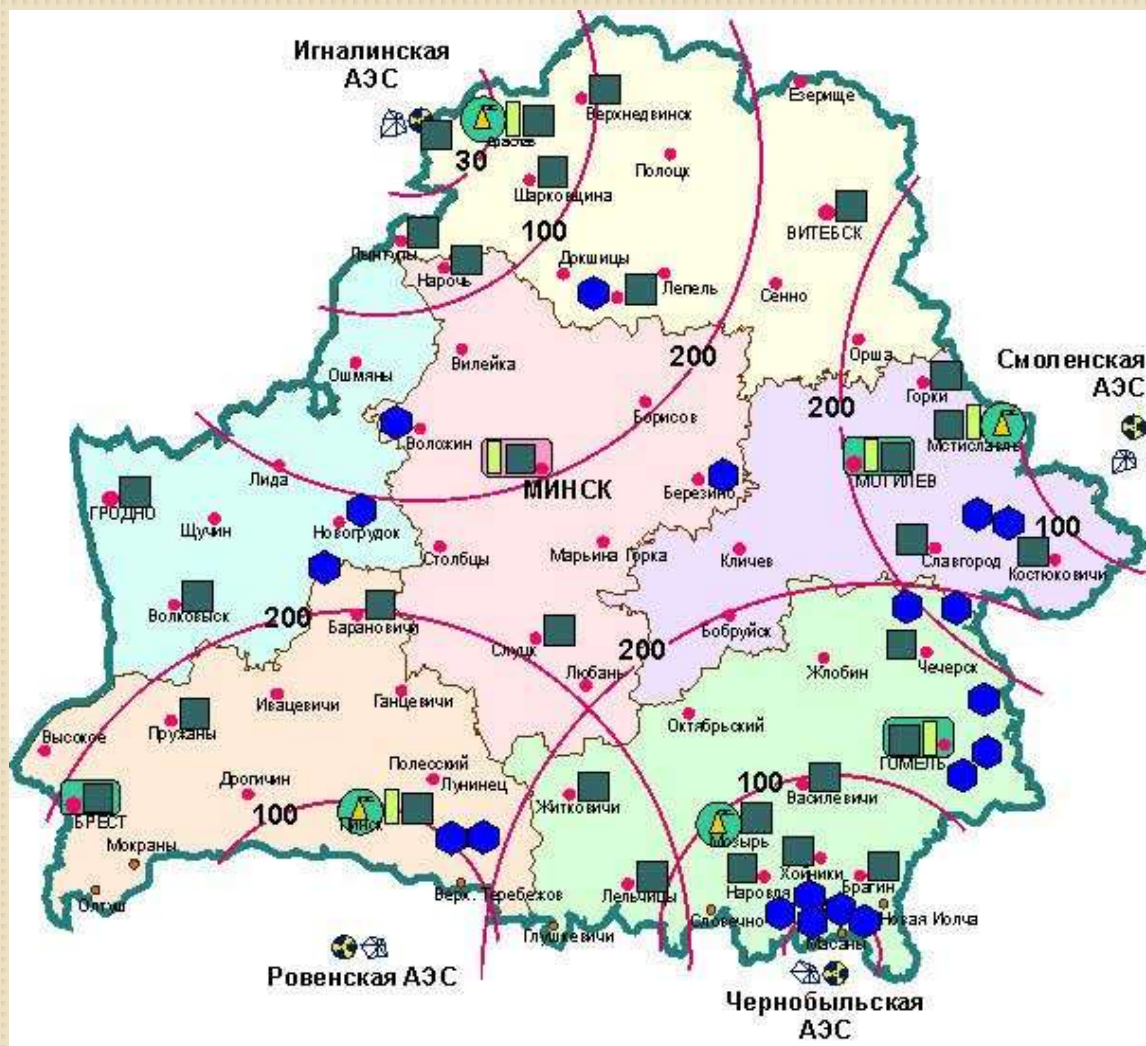 Игналинская
АЭС
Езерище
Верхнедвинск
30
Полоцк
Шарковщина
ВИТЕБСК
100
Лынтупы
Докшицы
Нарочь
Лепель
Сенно
Вилейка
200
Орша
Смоленская
АЭС
Ошмяны
Горки
200
Борисов
Воложин
Мстиславль
Лида
МИНСК
Березино
МОГИЛЕВ
ГРОДНО
Щучин
Новогрудок
100
Столбцы
Марьина Горка
Кличев
Славгород
Костюковичи
Волковыск
200
Барановичи
Бобруйск
Слуцк
200
Любань
Жлобин
Чечерск
Ивацевичи
Ганцевичи
Октябрьский
Пружаны
Высокое
ГОМЕЛЬ
Полесский
Дрогичин
Лунинец
100
Василевичи
Житковичи
100
БРЕСТ
Пинск
Мозырь
Мокраны
Хойники
Наровля
Брагин
Олтуш
Верх. Теребежов
Лельчицы
Словечно
Новая Иолча
Глушкевичи
Масаны
Ровенская АЭС
Чернобыльская
АЭС